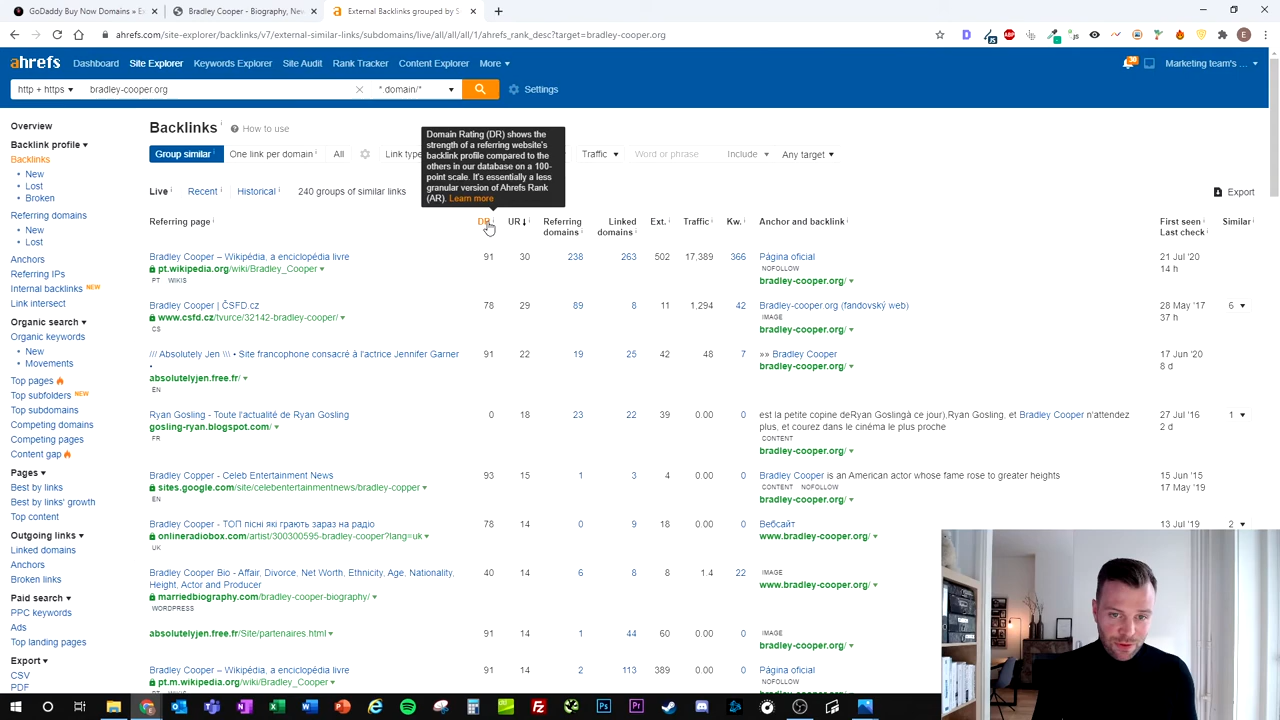 GoDaddy Buy Now Domains » Ex
Bradley Cooper - Biography, New
External Backlinks grouped by S
ahrefs.com/site-explorer/backlinks/v7/external-similar-links/subdomains/live/all/all/all/1/ahrefs_rank_desc?target=bradley-cooper.org
ahrefs Dashboard Site Explorer Keywords Explorer Site Audit Rank Tracker Content Explorer More
Marketing team's ...
http + https bradley-cooper.org *.domain/* Settings
Overview
Backlink profile
Backlinks
New
Lost
Broken
Referring domains
New
Lost
Anchors
Referring IPs
Internal backlinks NEW
Link intersect
Organic search
Organic keywords
New
Movements
Top pages
Top subfolders NEW
Top subdomains
Competing domains
Competing pages
Content gap
Pages
Best by links
Best by links' growth
Top content
Outgoing links
Linked domains
Anchors
Broken links
Paid search
PPC keywords
Ads
Top landing pages
Export
CSV
PDF
Backlinks How to use
Domain Rating (DR) shows the
strength of a referring website's
backlink profile compared to the
others in our database on a 100-
point scale. It's essentially a less
granular version of Ahrefs Rank
(AR). Learn more
Group similar One link per domain All Link type Traffic Word or phrase Include Any target
Live Recent Historical 240 groups of similar links Export
Referring page DR UR Referring domains Linked domains Ext. Traffic Kw. Anchor and backlink First seen Last check Similar
Bradley Cooper – Wikipédia, a enciclopédia livre 91 30 238 263 502 17,389 366 Página oficial 21 Jul '20
pt.wikipedia.org/wiki/Bradley_Cooper NOFOLLOW 14 h
PT WIKIS bradley-cooper.org/
Bradley Cooper | ČSFD.cz 78 29 89 8 11 1,294 42 Bradley-cooper.org (fandovský web) 28 May '17 6
www.csfd.cz/tvurce/32142-bradley-cooper/ IMAGE 37 h
CS bradley-cooper.org/
/// Absolutely Jen \\\ • Site francophone consacré à l'actrice Jennifer Garner 91 22 19 25 42 48 7 »» Bradley Cooper 17 Jun '20
• bradley-cooper.org/ 8 d
absolutelyjen.free.fr/
EN
Ryan Gosling - Toute l'actualité de Ryan Gosling 0 18 23 22 39 0.00 0 est la petite copine deRyan Goslingà ce jour),Ryan Gosling, et Bradley Cooper n'attendez 27 Jul '16 1
gosling-ryan.blogspot.com/ plus, et courez dans le cinéma le plus proche 2 d
FR CONTENT
bradley-cooper.org/
Bradley Copper - Celeb Entertainment News 93 15 1 3 4 0.00 0 Bradley Cooper is an American actor whose fame rose to greater heights 15 Jun '15
sites.google.com/site/celebentertainmentnews/bradley-copper CONTENT NOFOLLOW 17 May '19
EN bradley-cooper.org/
Bradley Cooper - ТОП пісні які грають зараз на радіо 78 14 0 9 18 0.00 0 Вебсайт 13 Jul '19 2
onlineradiobox.com/artist/300300595-bradley-cooper?lang=uk www.bradley-cooper.org/
UK
Bradley Cooper Bio - Affair, Divorce, Net Worth, Ethnicity, Age, Nationality, 40 14 6 8 8 1.4 22 IMAGE
Height, Actor and Producer www.bradley-cooper.org/
marriedbiography.com/bradley-cooper-biography/
WORDPRESS
absolutelyjen.free.fr/Site/partenaires.html 91 14 1 44 60 0.00 0 IMAGE
bradley-cooper.org/
Bradley Cooper – Wikipédia, a enciclopédia livre 91 14 2 113 389 0.00 0 Página oficial
pt.m.wikipedia.org/wiki/Bradley_Cooper NOFOLLOW